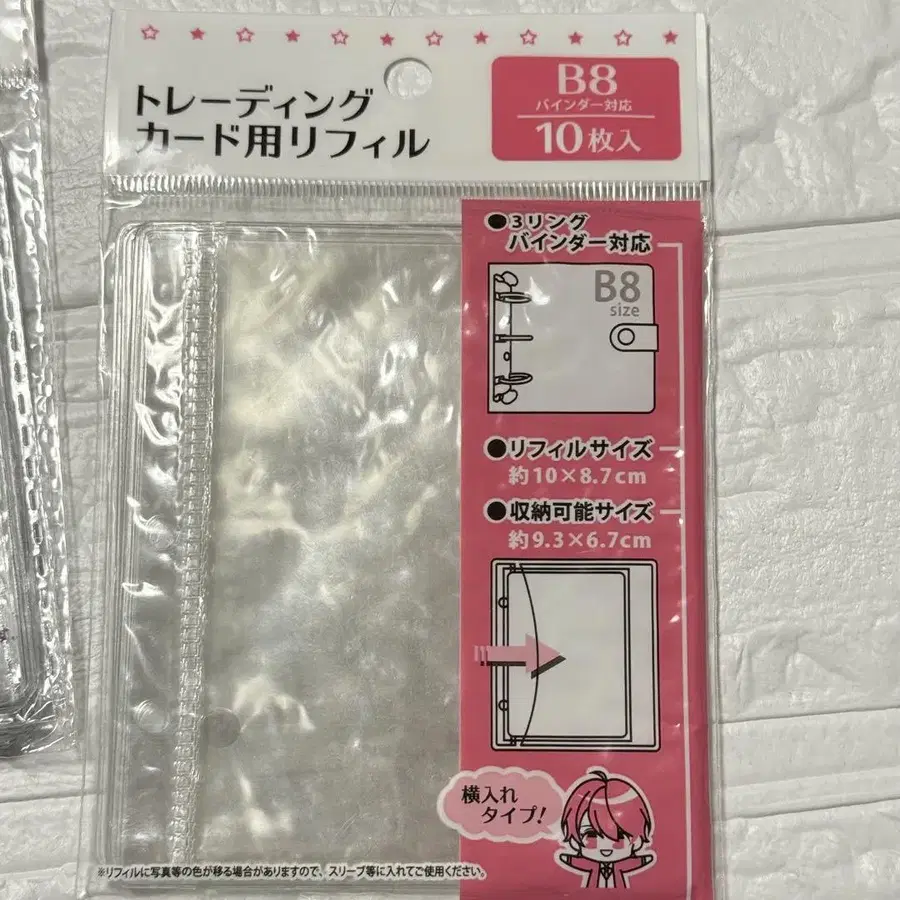 トレーディング
カード用リフィル
B8
バインダー対応
10枚入
●3リング
バインダー対応
B8
size
●リフィルサイズ
約10×8.7cm
●収納可能サイズ
約9.3×6.7cm
横入れ
タイプ!
※リフィルに写真等の色が移る場合がありますので、スリーブ等に入れてご使用ください。